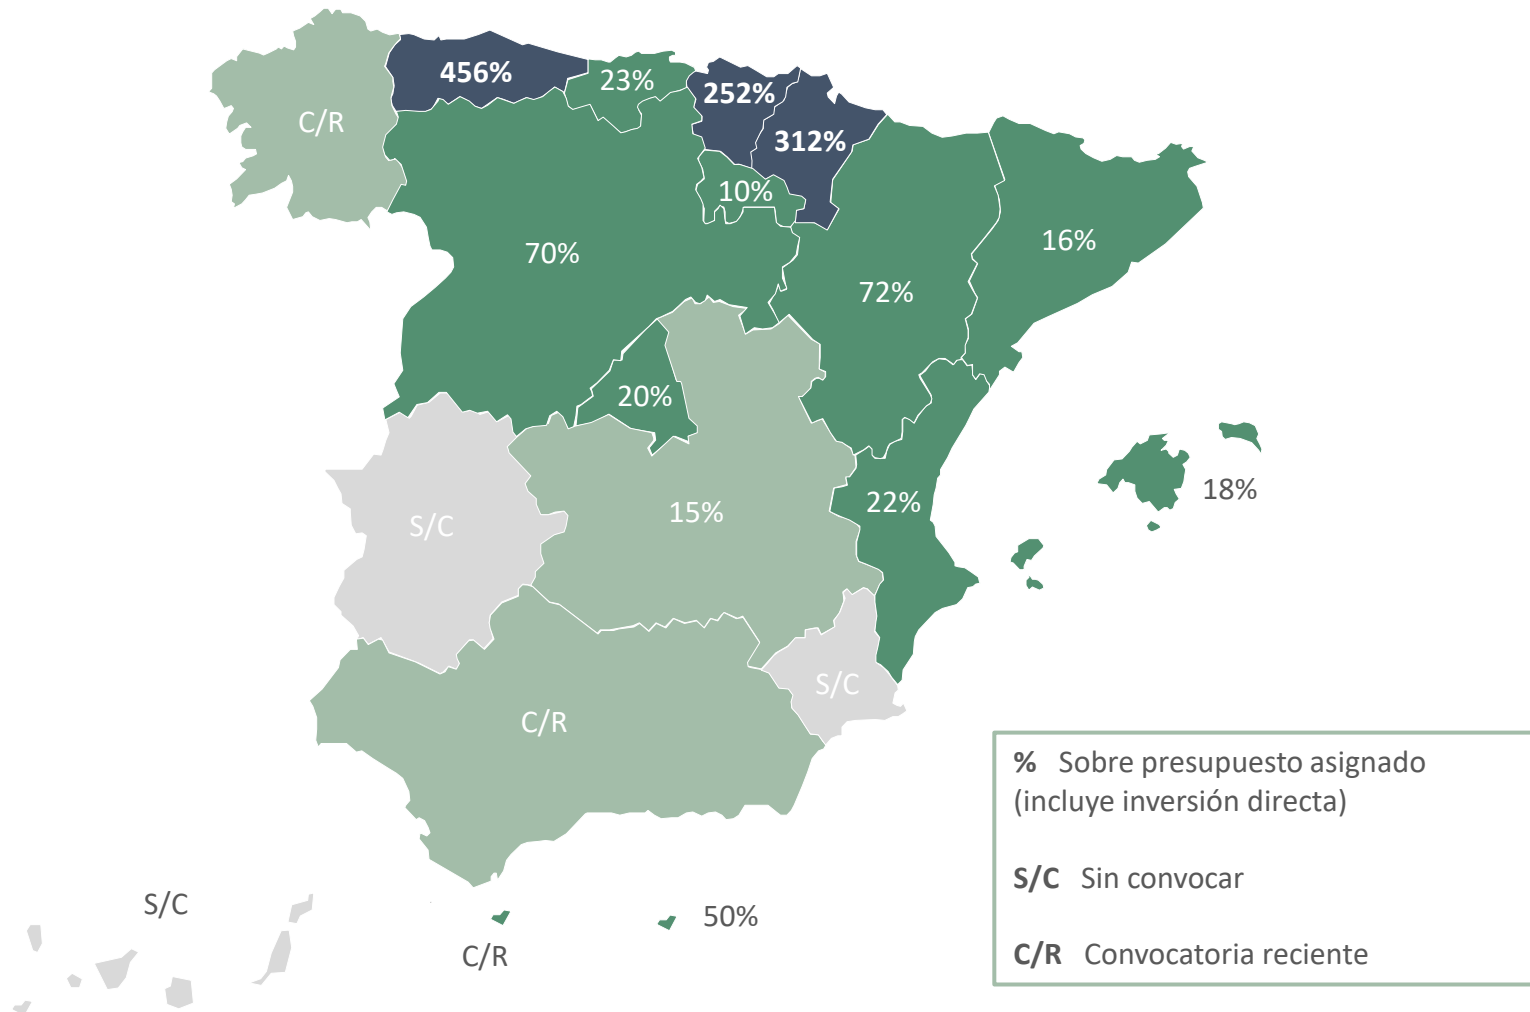 456%
23%
252%
312%
C/R
10%
70%
16%
72%
20%
18%
22%
15%
S/C
S/C
C/R
S/C
50%
C/R
% Sobre presupuesto asignado
(incluye inversión directa)
S/C Sin convocar
C/R Convocatoria reciente